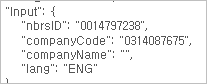 "Input": {
"nbrsID": "0014797238",
"companyCode": "0314087675",
"companyName": "",
"lang": "ENG"
}